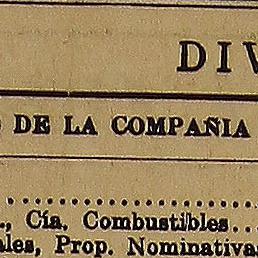 DIV
DE LA COMPAÑIA
Cía. Combustibles..
ales, Prop. Nominativas